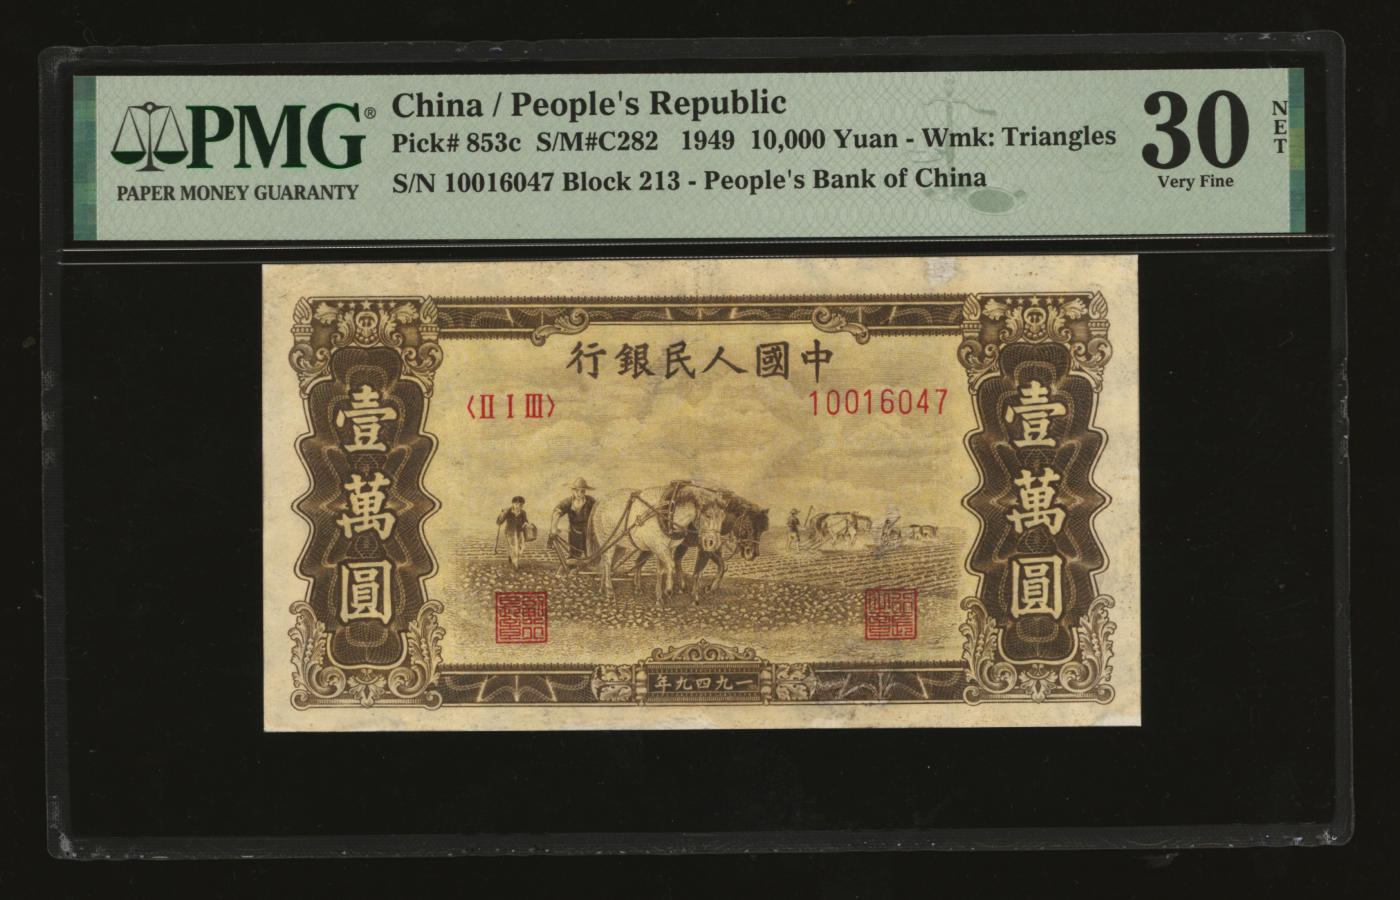 PMG®
PAPER MONEY GUARANTY
China / People's Republic
Pick# 853c S/M#C282 1949 10,000 Yuan - Wmk: Triangles
S/N 10016047 Block 213 - People's Bank of China
30
Very Fine
NET
中國人民銀行
〈Ⅱ Ⅰ Ⅲ〉
10016047
壹萬圓
壹萬圓
一九四九年